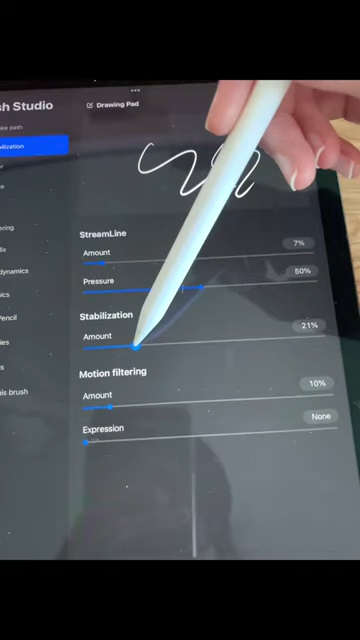 sh Studio
Drawing Pad
ke path
ilization
StreamLine
Amount
7%
Pressure
50%
Stabilization
Amount
21%
Motion filtering
Amount
10%
Expression
None
ering
ix
dynamics
ics
Pencil
ies
s
is brush